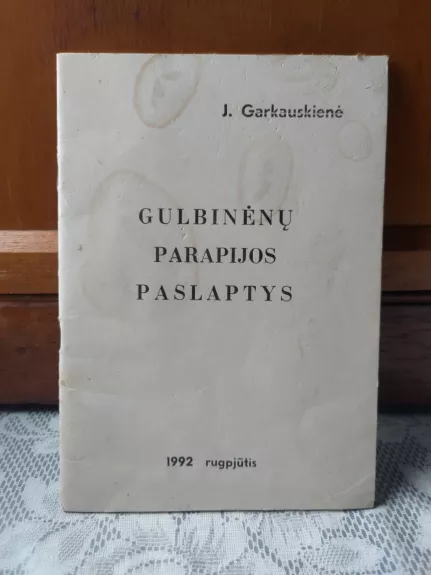 J. Garkauskienė
GULBINĖNŲ
PARAPIJOS
PASLAPTYS
1992 rugpjūtis